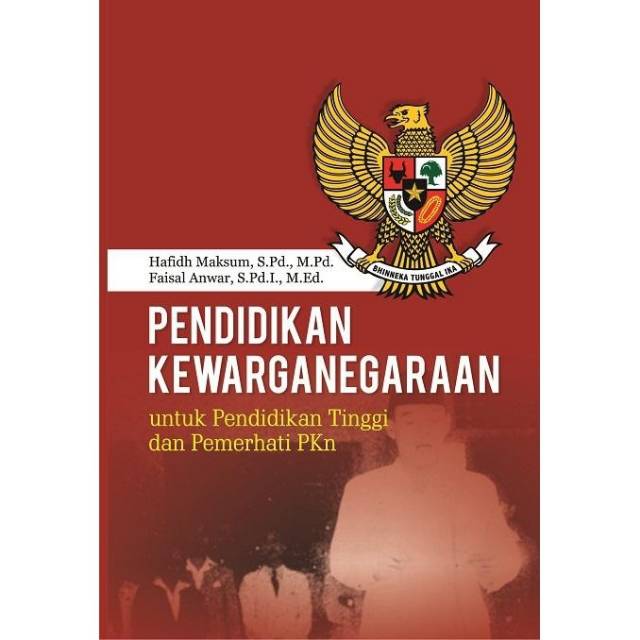 BHINNEKA TUNGGAL IKA
Hafidh Maksum, S.Pd., M.Pd.
Faisal Anwar, S.Pd.I., M.Ed.
PENDIDIKAN
KEWARGANEGARAAN
untuk Pendidikan Tinggi
dan Pemerhati PKn